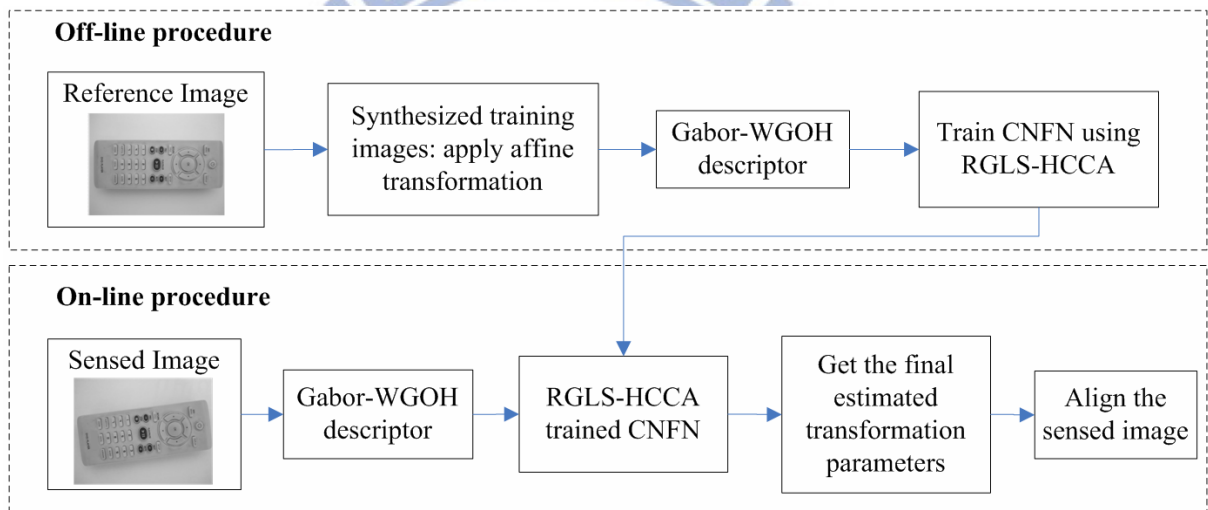 Off-line procedure
Reference Image
Synthesized training
images: apply affine
transformation
Gabor-WGOH
descriptor
Train CNFN using
RGLS-HCCA
On-line procedure
Sensed Image
Gabor-WGOH
descriptor
RGLS-HCCA
trained CNFN
Get the final
estimated
transformation
parameters
Align the
sensed image